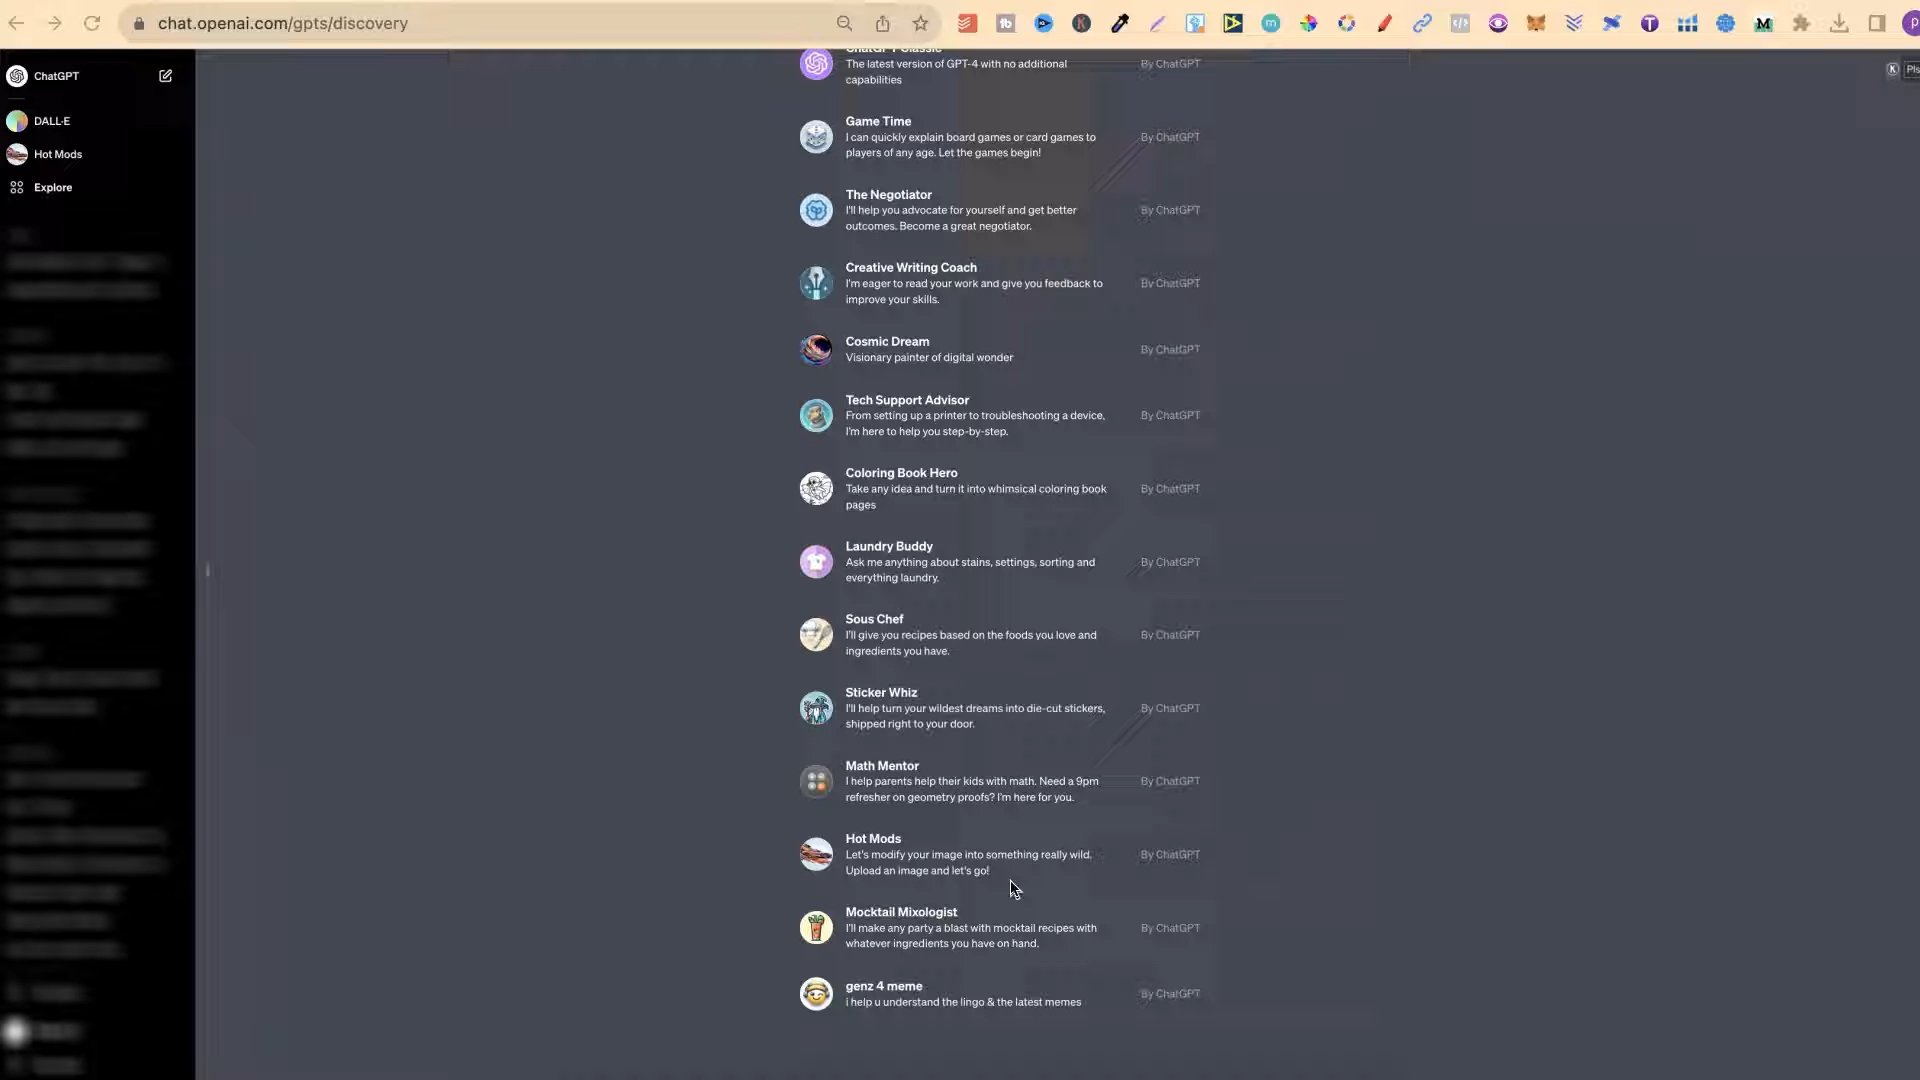 chat.openai.com/gpts/discovery
ChatGPT
DALL·E
Hot Mods
Explore
ChatGPT Classic
The latest version of GPT-4 with no additional
capabilities
By ChatGPT
Game Time
I can quickly explain board games or card games to
players of any age. Let the games begin!
By ChatGPT
The Negotiator
I'll help you advocate for yourself and get better
outcomes. Become a great negotiator.
By ChatGPT
Creative Writing Coach
I'm eager to read your work and give you feedback to
improve your skills.
By ChatGPT
Cosmic Dream
Visionary painter of digital wonder
By ChatGPT
Tech Support Advisor
From setting up a printer to troubleshooting a device,
I'm here to help you step-by-step.
By ChatGPT
Coloring Book Hero
Take any idea and turn it into whimsical coloring book
pages
By ChatGPT
Laundry Buddy
Ask me anything about stains, settings, sorting and
everything laundry.
By ChatGPT
Sous Chef
I'll give you recipes based on the foods you love and
ingredients you have.
By ChatGPT
Sticker Whiz
I'll help turn your wildest dreams into die-cut stickers,
shipped right to your door.
By ChatGPT
Math Mentor
I help parents help their kids with math. Need a 9pm
refresher on geometry proofs? I'm here for you.
By ChatGPT
Hot Mods
Let's modify your image into something really wild.
Upload an image and let's go!
By ChatGPT
Mocktail Mixologist
I'll make any party a blast with mocktail recipes with
whatever ingredients you have on hand.
By ChatGPT
genz 4 meme
i help u understand the lingo & the latest memes
By ChatGPT